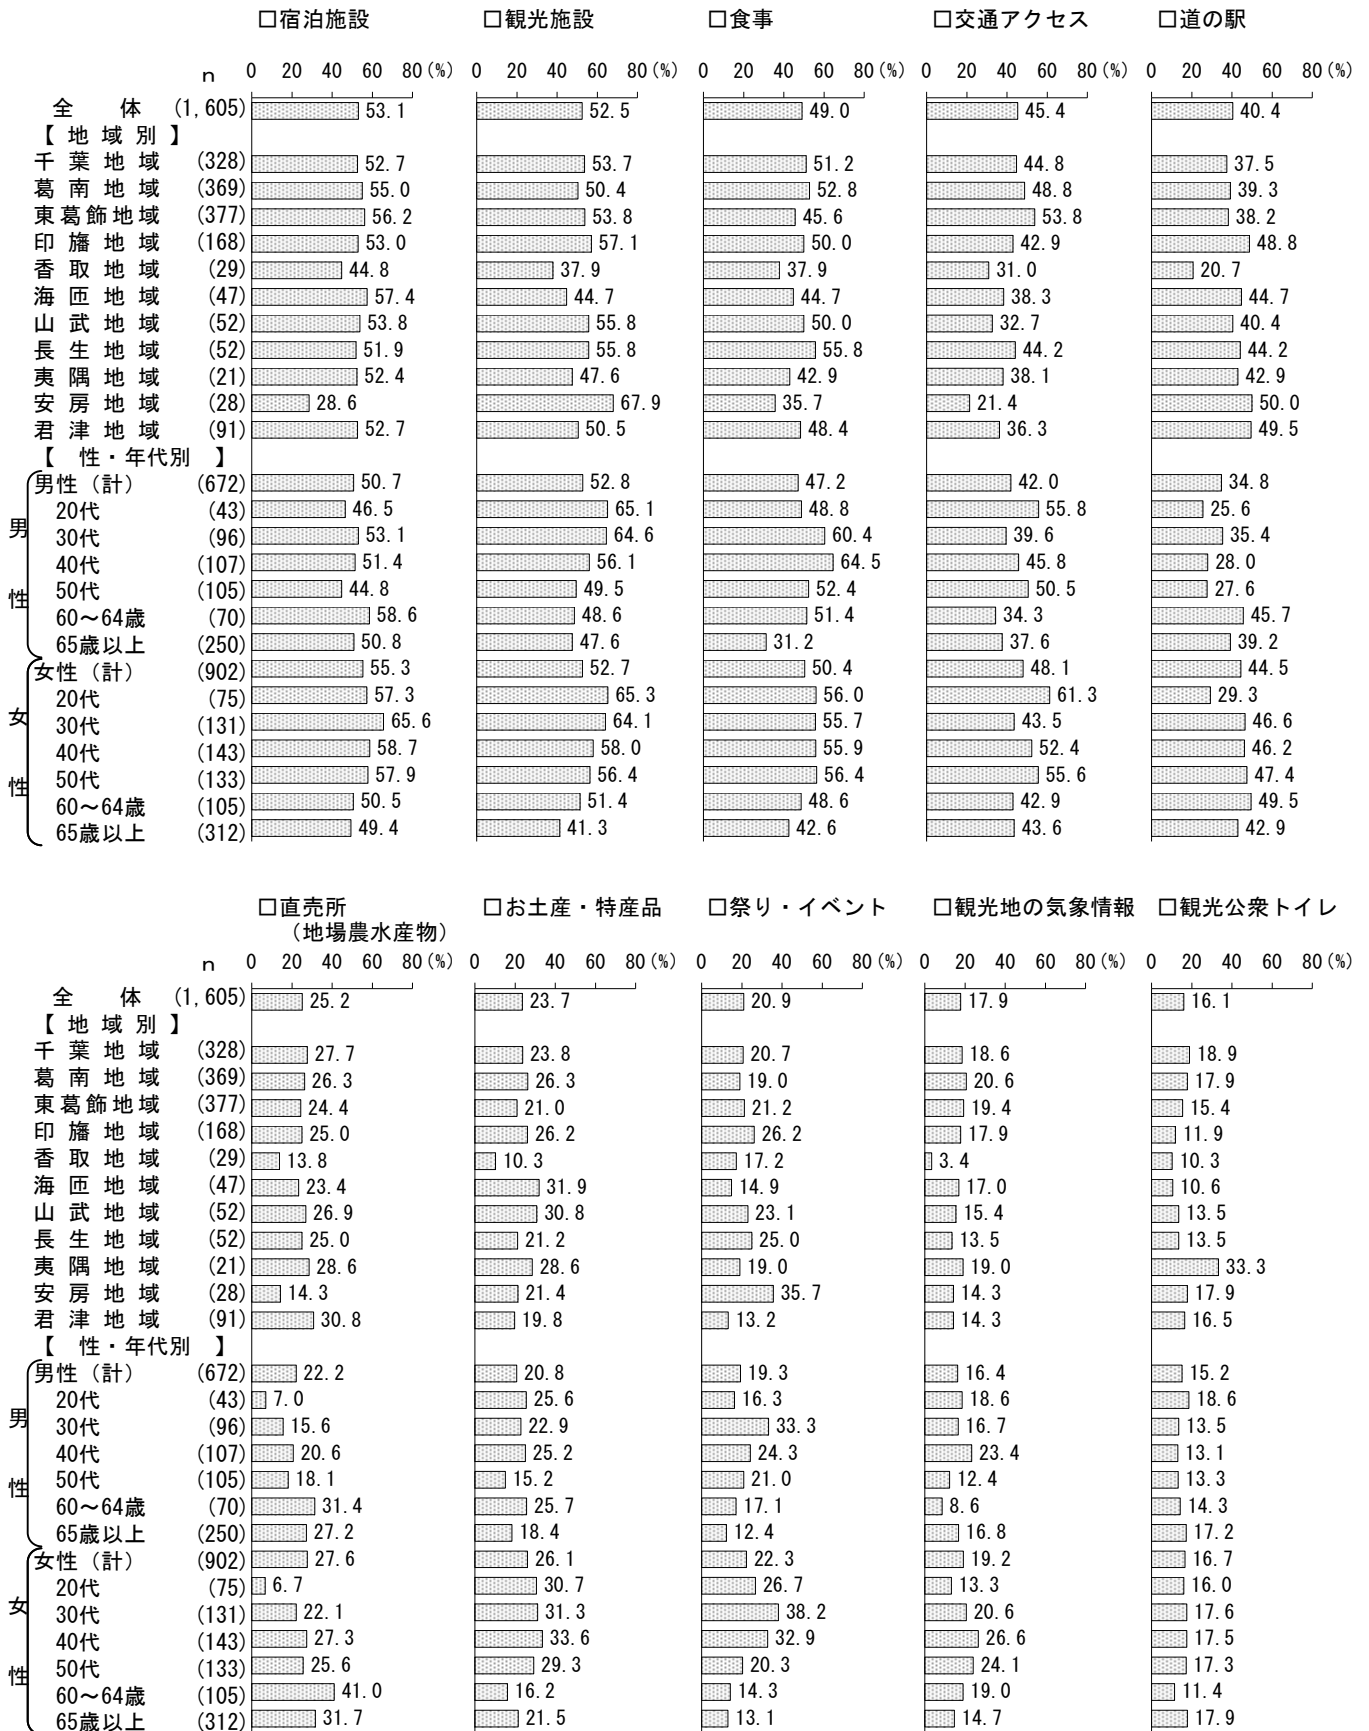 □宿泊施設 □観光施設 □食事 □交通アクセス □道の駅
n 0 20 40 60 80(%) 0 20 40 60 80(%) 0 20 40 60 80(%) 0 20 40 60 80(%) 0 20 40 60 80(%)
全体 (1,605) 53.1 52.5 49.0 45.4 40.4
【地域別】
千葉地域 (328) 52.7 53.7 51.2 44.8 37.5
葛南地域 (369) 55.0 50.4 52.8 48.8 39.3
東葛飾地域 (377) 56.2 53.8 45.6 53.8 38.2
印旛地域 (168) 53.0 57.1 50.0 42.9 48.8
香取地域 (29) 44.8 37.9 37.9 31.0 20.7
海匝地域 (47) 57.4 44.7 44.7 38.3 44.7
山武地域 (52) 53.8 55.8 50.0 32.7 40.4
長生地域 (52) 51.9 55.8 55.8 44.2 44.2
夷隅地域 (21) 52.4 47.6 42.9 38.1 42.9
安房地域 (28) 28.6 67.9 35.7 21.4 50.0
君津地域 (91) 52.7 50.5 48.4 36.3 49.5
【性・年代別】
男性（計） (672) 50.7 52.8 47.2 42.0 34.8
20代 (43) 46.5 65.1 48.8 55.8 25.6
男
30代 (96) 53.1 64.6 60.4 39.6 35.4
40代 (107) 51.4 56.1 64.5 45.8 28.0
50代 (105) 44.8 49.5 52.4 50.5 27.6
性
60～64歳 (70) 58.6 48.6 51.4 34.3 45.7
65歳以上 (250) 50.8 47.6 31.2 37.6 39.2
女性（計） (902) 55.3 52.7 50.4 48.1 44.5
20代 (75) 57.3 65.3 56.0 61.3 29.3
女
30代 (131) 65.6 64.1 55.7 43.5 46.6
40代 (143) 58.7 58.0 55.9 52.4 46.2
50代 (133) 57.9 56.4 56.4 55.6 47.4
性
60～64歳 (105) 50.5 51.4 48.6 42.9 49.5
65歳以上 (312) 49.4 41.3 42.6 43.6 42.9
□直売所 □お土産・特産品 □祭り・イベント □観光地の気象情報 □観光公衆トイレ
（地場農水産物）
n 0 20 40 60 80(%) 0 20 40 60 80(%) 0 20 40 60 80(%) 0 20 40 60 80(%) 0 20 40 60 80(%)
全体 (1,605) 25.2 23.7 20.9 17.9 16.1
【地域別】
千葉地域 (328) 27.7 23.8 20.7 18.6 18.9
葛南地域 (369) 26.3 26.3 19.0 20.6 17.9
東葛飾地域 (377) 24.4 21.0 21.2 19.4 15.4
印旛地域 (168) 25.0 26.2 26.2 17.9 11.9
香取地域 (29) 13.8 10.3 17.2 3.4 10.3
海匝地域 (47) 23.4 31.9 14.9 17.0 10.6
山武地域 (52) 26.9 30.8 23.1 15.4 13.5
長生地域 (52) 25.0 21.2 25.0 13.5 13.5
夷隅地域 (21) 28.6 28.6 19.0 19.0 33.3
安房地域 (28) 14.3 21.4 35.7 14.3 17.9
君津地域 (91) 30.8 19.8 13.2 14.3 16.5
【性・年代別】
男性（計） (672) 22.2 20.8 19.3 16.4 15.2
20代 (43) 7.0 25.6 16.3 18.6 18.6
男
30代 (96) 15.6 22.9 33.3 16.7 13.5
40代 (107) 20.6 25.2 24.3 23.4 13.1
50代 (105) 18.1 15.2 21.0 12.4 13.3
性
60～64歳 (70) 31.4 25.7 17.1 8.6 14.3
65歳以上 (250) 27.2 18.4 12.4 16.8 17.2
女性（計） (902) 27.6 26.1 22.3 19.2 16.7
20代 (75) 6.7 30.7 26.7 13.3 16.0
女
30代 (131) 22.1 31.3 38.2 20.6 17.6
40代 (143) 27.3 33.6 32.9 26.6 17.5
50代 (133) 25.6 29.3 20.3 24.1 17.3
性
60～64歳 (105) 41.0 16.2 14.3 19.0 11.4
65歳以上 (312) 31.7 21.5 13.1 14.7 17.9